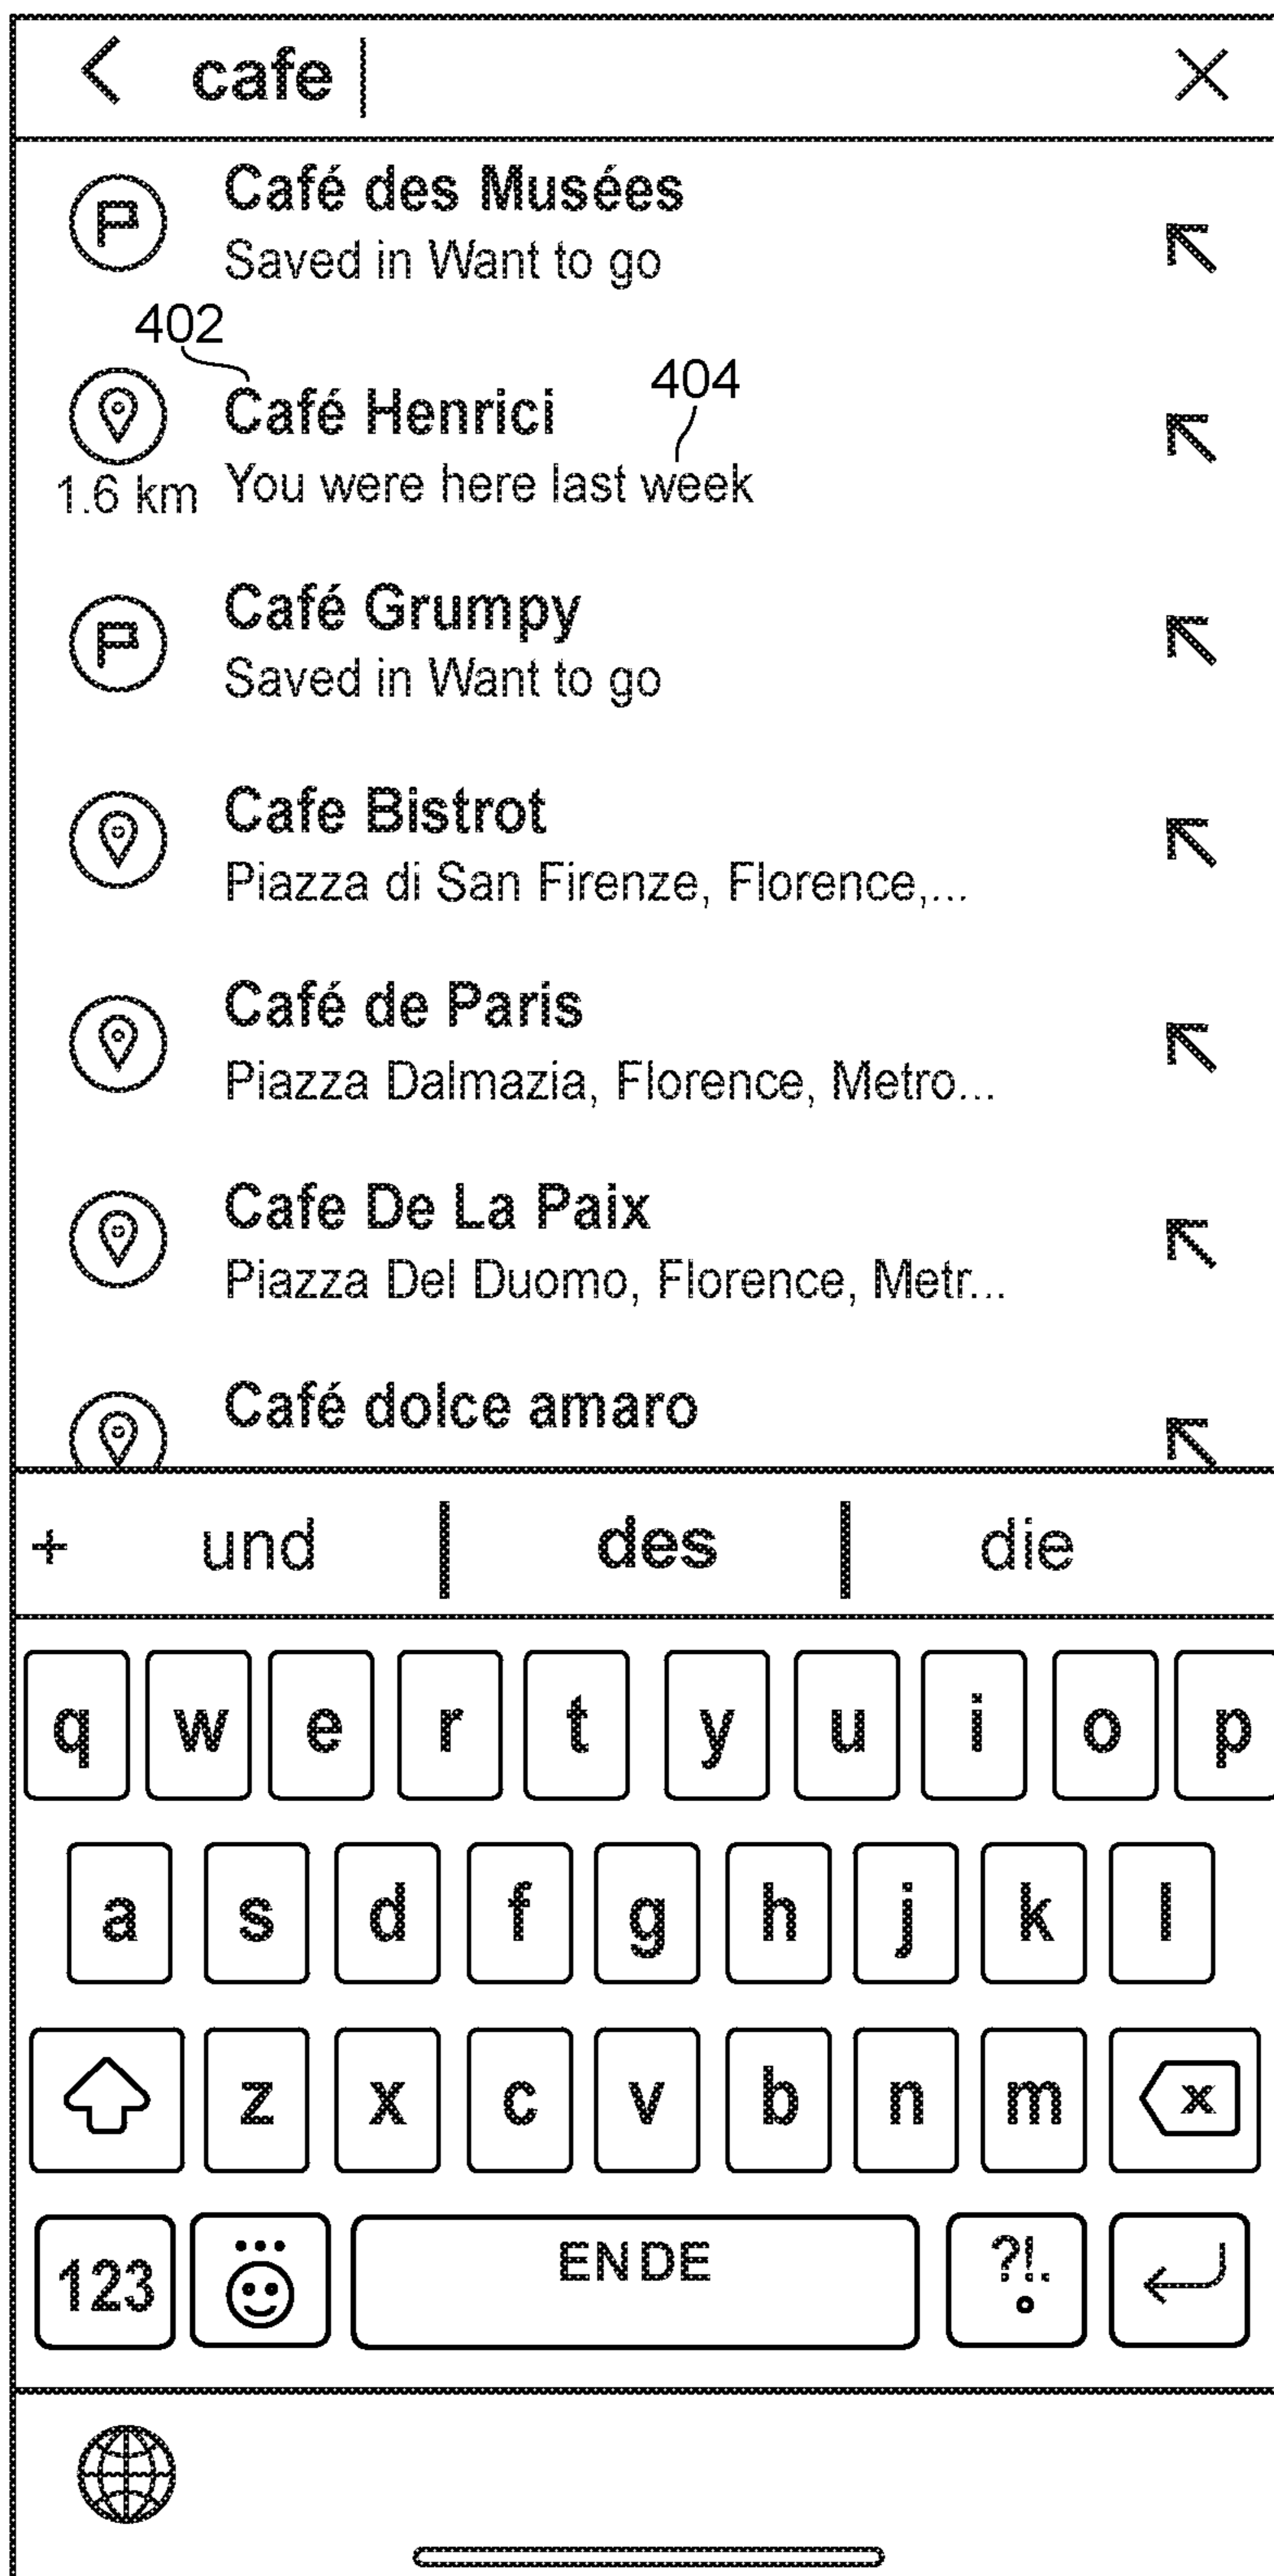 cafe
Café des Musées
Saved in Want to go
402
Café Henrici
404
1.6 km You were here last week
Café Grumpy
Saved in Want to go
Cafe Bistrot
Piazza di San Firenze, Florence,...
Café de Paris
Piazza Dalmazia, Florence, Metro...
Cafe De La Paix
Piazza Del Duomo, Florence, Metr...
Café dolce amaro
+ und des die
q w e r t y u i o p
a s d f g h j k l
z x c v b n m x
123 ENDE ?!.